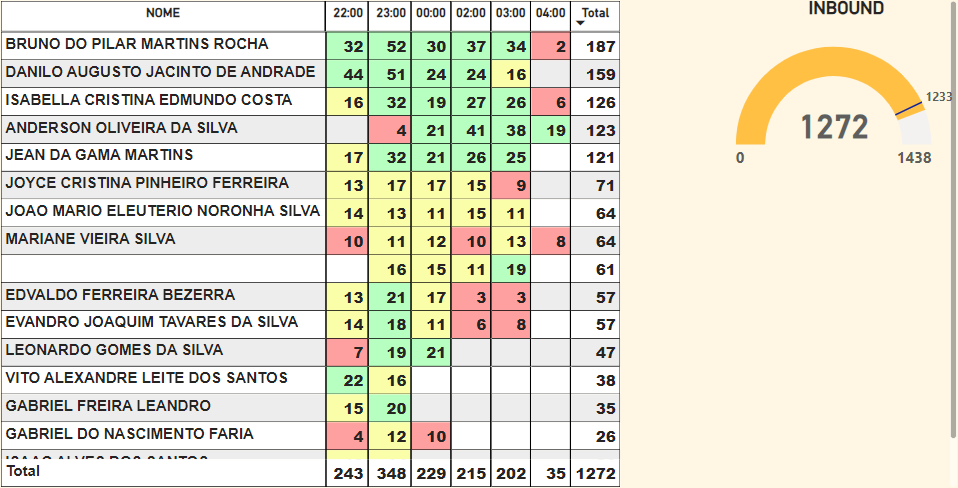 NOME 22:00 23:00 00:00 02:00 03:00 04:00 Total
BRUNO DO PILAR MARTINS ROCHA 32 52 30 37 34 2 187
DANILO AUGUSTO JACINTO DE ANDRADE 44 51 24 24 16 159
ISABELLA CRISTINA EDMUNDO COSTA 16 32 19 27 26 6 126
ANDERSON OLIVEIRA DA SILVA 4 21 41 38 19 123
JEAN DA GAMA MARTINS 17 32 21 26 25 121
JOYCE CRISTINA PINHEIRO FERREIRA 13 17 17 15 9 71
JOAO MARIO ELEUTERIO NORONHA SILVA 14 13 11 15 11 64
MARIANE VIEIRA SILVA 10 11 12 10 13 8 64
16 15 11 19 61
EDVALDO FERREIRA BEZERRA 13 21 17 3 3 57
EVANDRO JOAQUIM TAVARES DA SILVA 14 18 11 6 8 57
LEONARDO GOMES DA SILVA 7 19 21 47
VITO ALEXANDRE LEITE DOS SANTOS 22 16 38
GABRIEL FREIRA LEANDRO 15 20 35
GABRIEL DO NASCIMENTO FARIA 4 12 10 26
Total 243 348 229 215 202 35 1272
INBOUND
1233
1272
0 1438